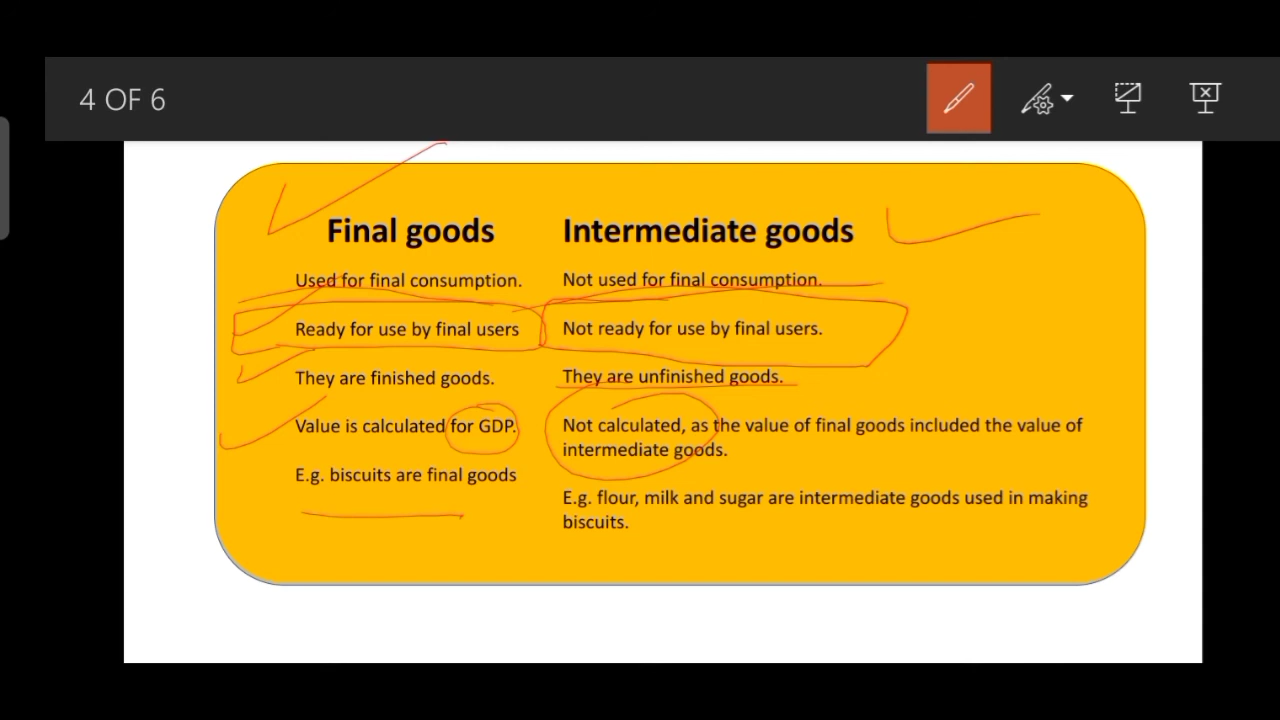 4 OF 6
Final goods
Used for final consumption.
Ready for use by final users
They are finished goods.
Value is calculated for GDP.
E.g. biscuits are final goods
Intermediate goods
Not used for final consumption.
Not ready for use by final users.
They are unfinished goods.
Not calculated, as the value of final goods included the value of
intermediate goods.
E.g. flour, milk and sugar are intermediate goods used in making
biscuits.